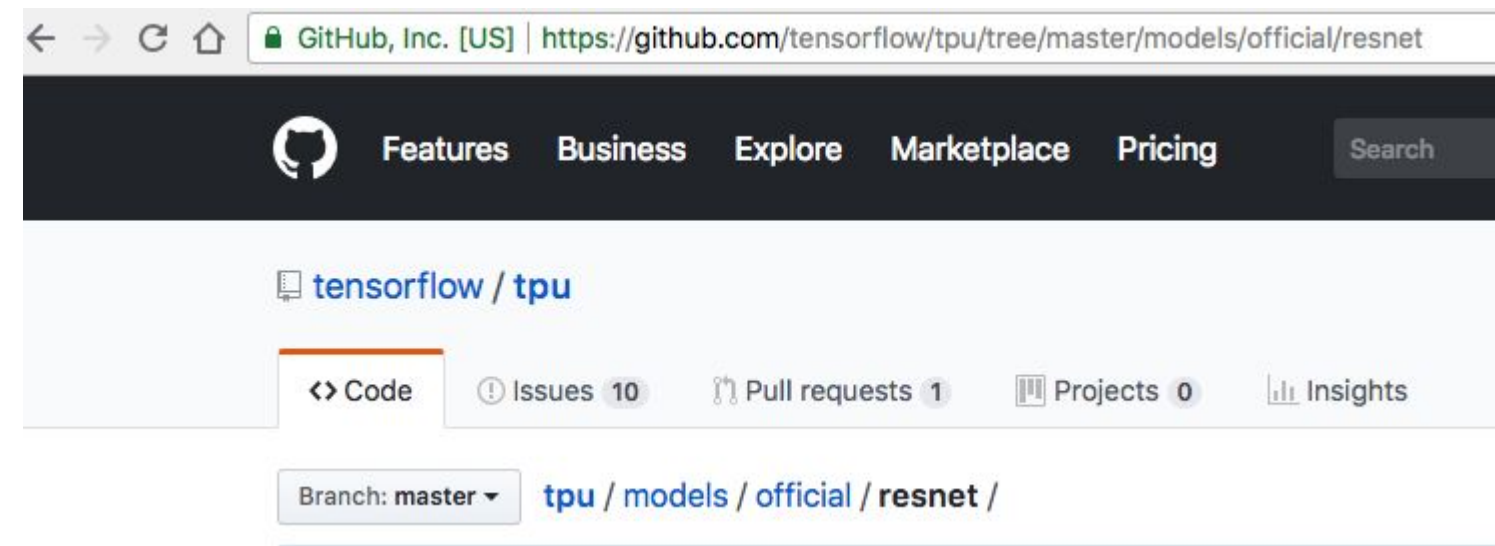 GitHub, Inc. [US] | https://github.com/tensorflow/tpu/tree/master/models/official/resnet
Features Business Explore Marketplace Pricing Search
tensorflow / tpu
<> Code Issues 10 Pull requests 1 Projects 0 Insights
Branch: master tpu / models / official / resnet /